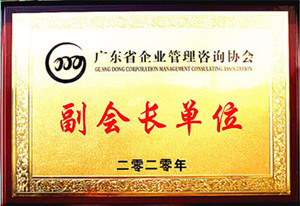 广东省企业管理咨询协会
GUANG DONG CORPORATION MANAGEMENT CONSULATING ASSOCIATION
副会长单位
二零二零年